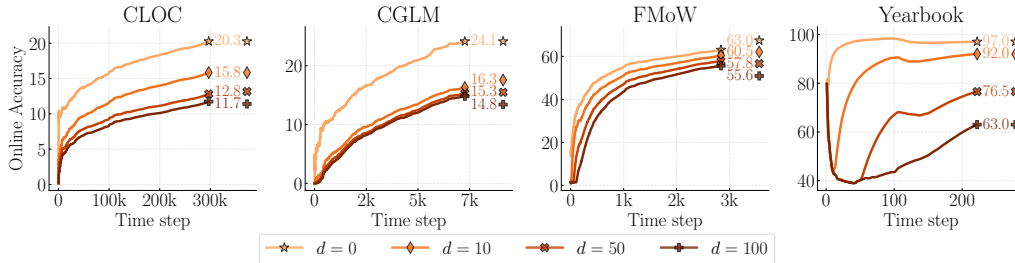 CLOC
CGLM
FMoW
Yearbook
Online Accuracy
20
15
10
5
0
20.3
15.8
12.8
11.7
0
100k
200k
300k
Time step
20
10
0
24.1
16.3
15.3
14.8
0
2k
5k
7k
Time step
60
40
20
0
63.0
60.5
57.8
55.6
0
1k
3k
Time step
100
80
60
40
97.0
92.0
76.5
63.0
0
200
Time step
d = 0
d = 10
d = 50
d = 100